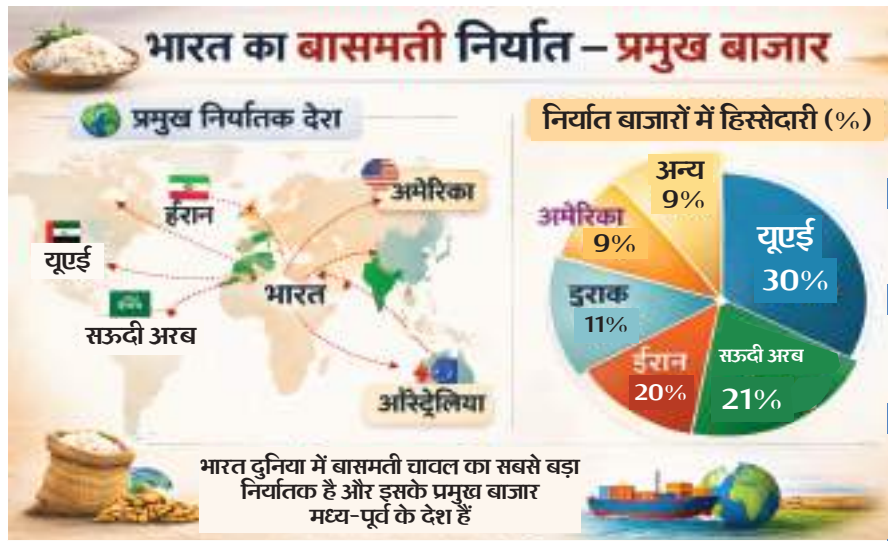 भारत का बासमती निर्यात – प्रमुख बाजार
प्रमुख निर्यातक देरा
ईरान
अमेरिका
यूएई
भारत
सऊदी अरब
ऑस्ट्रेलिया
निर्यात बाजारों में हिस्सेदारी (%)
अन्य
9%
अमेरिका
9%
यूएई
30%
इराक
11%
ईरान
20%
सऊदी अरब
21%
भारत दुनिया में बासमती चावल का सबसे बड़ा
निर्यातक है और इसके प्रमुख बाजार
मध्य-पूर्व के देश हैं